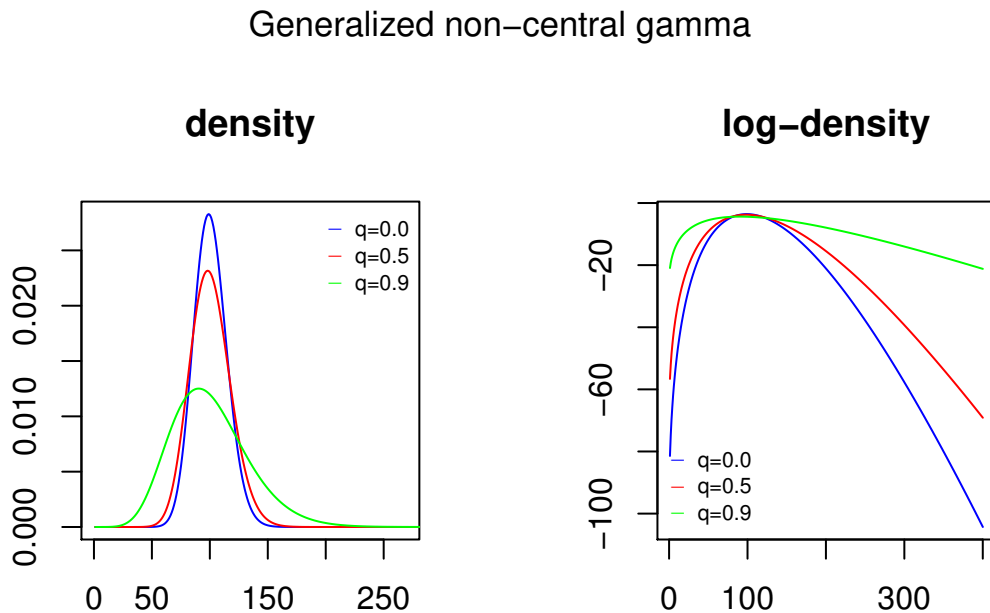 Generalized non−central gamma
density
q=0.0
q=0.5
q=0.9
0.000
0.010
0.020
0 50 150 250
log−density
q=0.0
q=0.5
q=0.9
−100
−60
−20
0 100 300